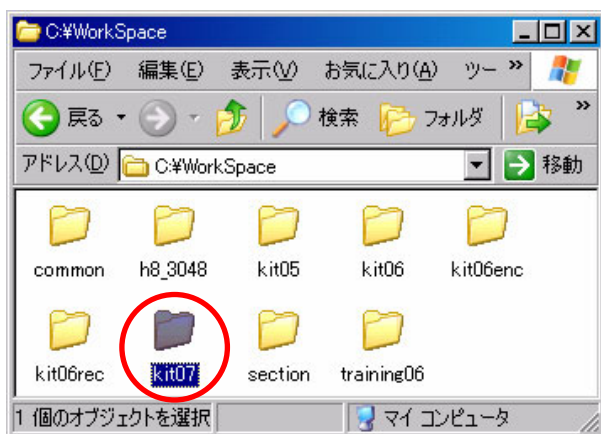 C:¥WorkSpace
ファイル(F) 編集(E) 表示(V) お気に入り(A) ツー »
戻る 検索 フォルダ »
アドレス(D) C:¥WorkSpace 移動
common h8_3048 kit05 kit06 kit06enc
kit06rec kit07 section training06
1 個のオブジェクトを選択 マイ コンピュータ